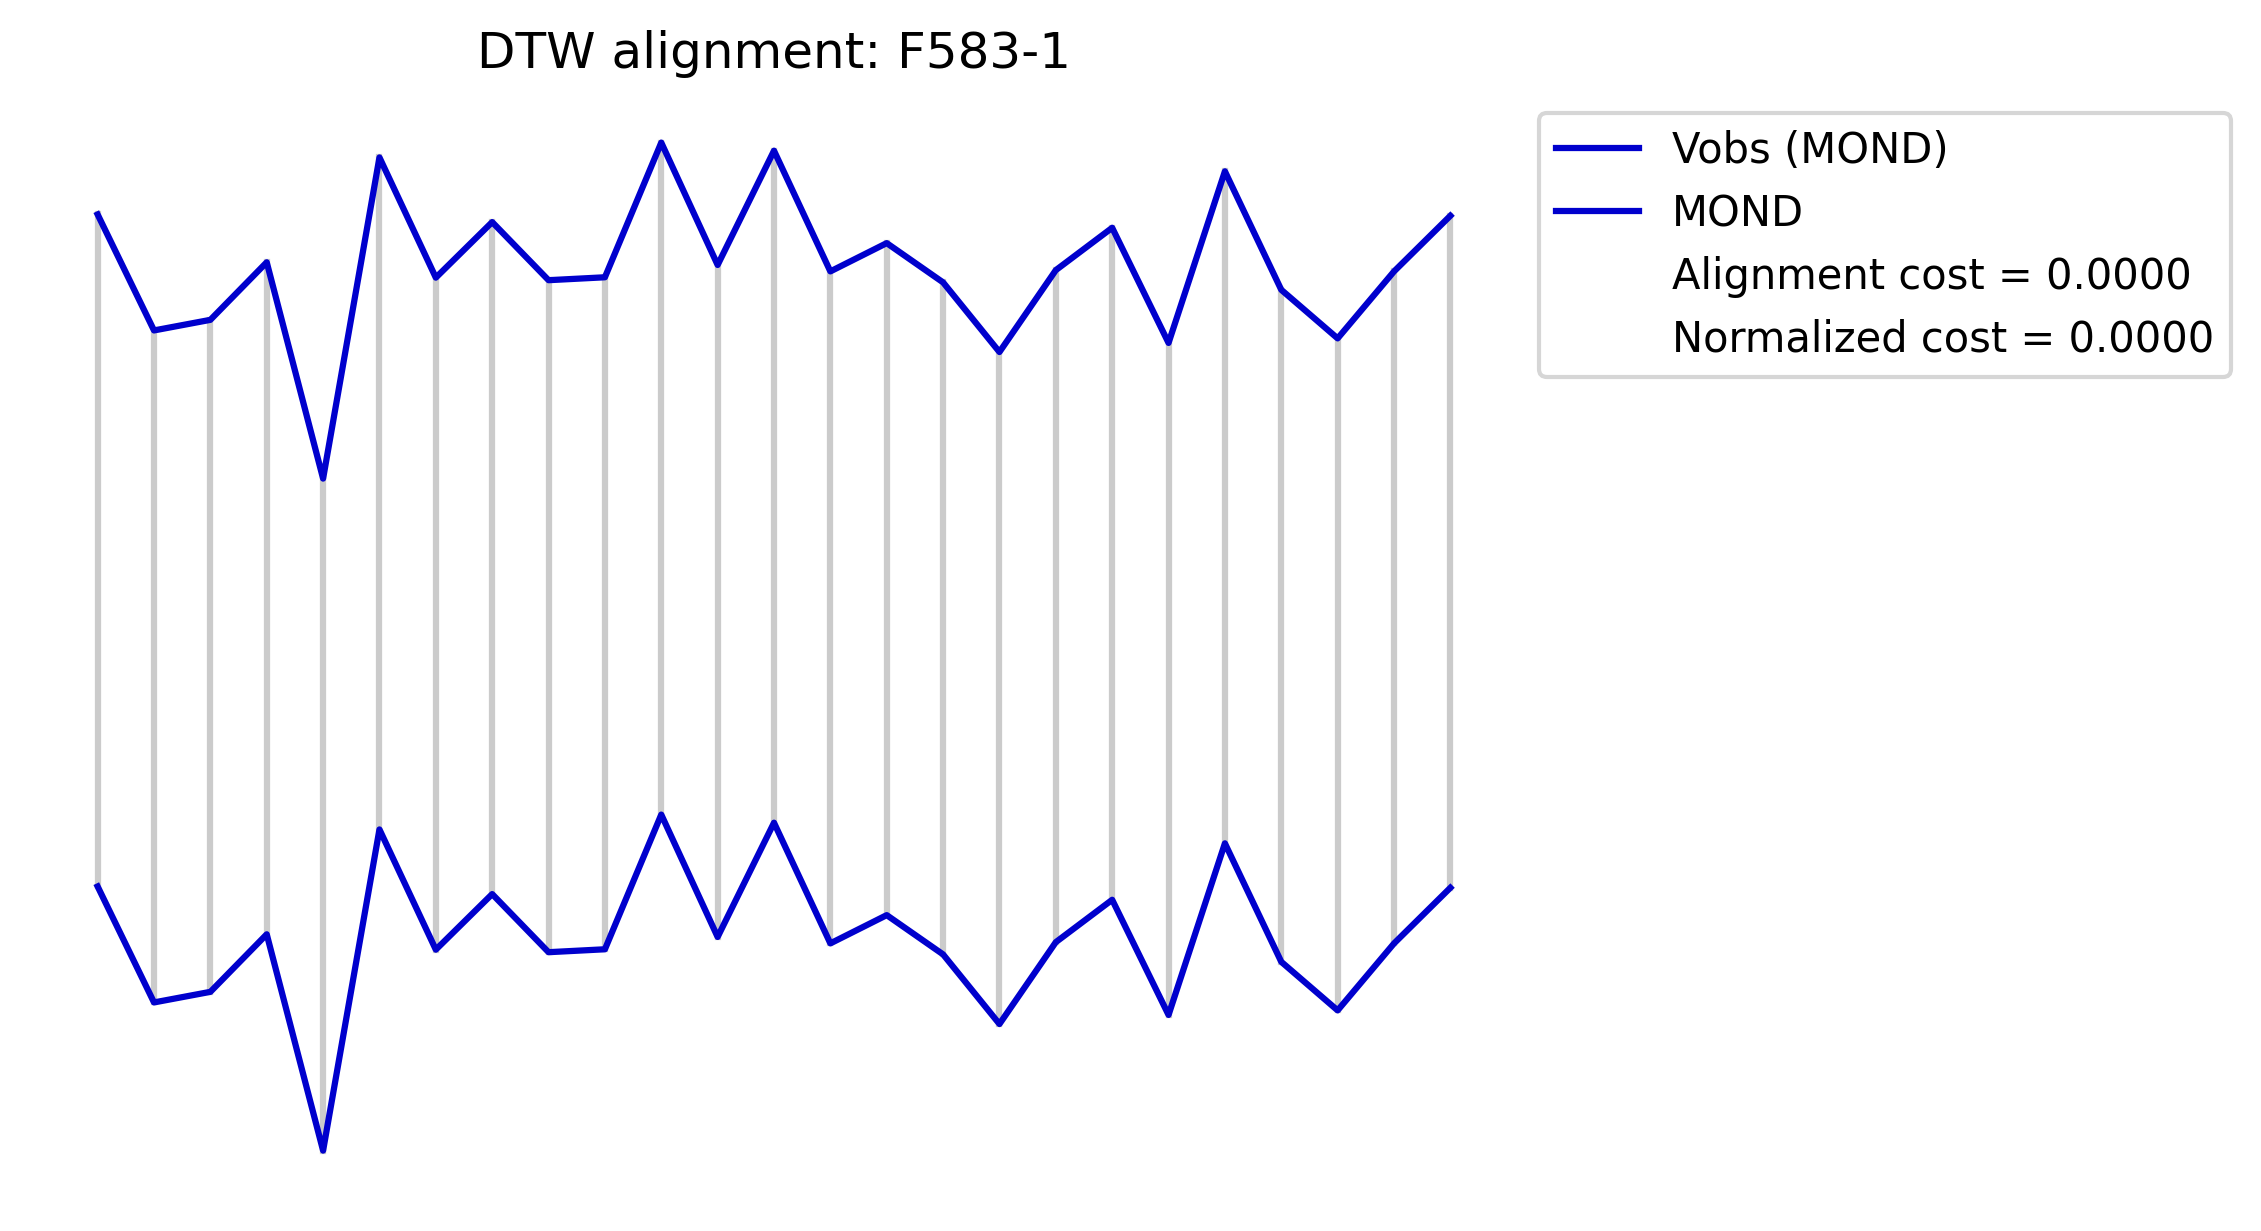 DTW alignment: F583-1
Vobs (MOND)
MOND
Alignment cost = 0.0000
Normalized cost = 0.0000